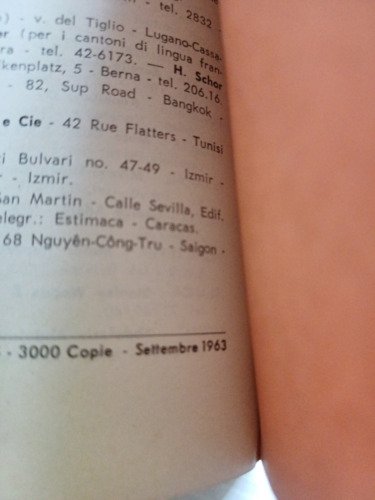 - tel. 2832 -
) - v. del Tiglio - Lugano-Cassa-
er (per i cantoni di lingua fran-
ra - tel. 42-6173. — H. Schor
kenplatz, 5 - Berna - tel. 206.16
- 82, Sup Road - Bangkok -
e Cie - 42 Rue Flatters - Tunisi
i Bulvari no. 47-49 - Izmir -
- Izmir.
San Martin - Calle Sevilla, Edif.
elegr.: Estimaca - Caracas.
68 Nguyên-Công-Tru - Saigon -
- 3000 Copie - Settembre 1963